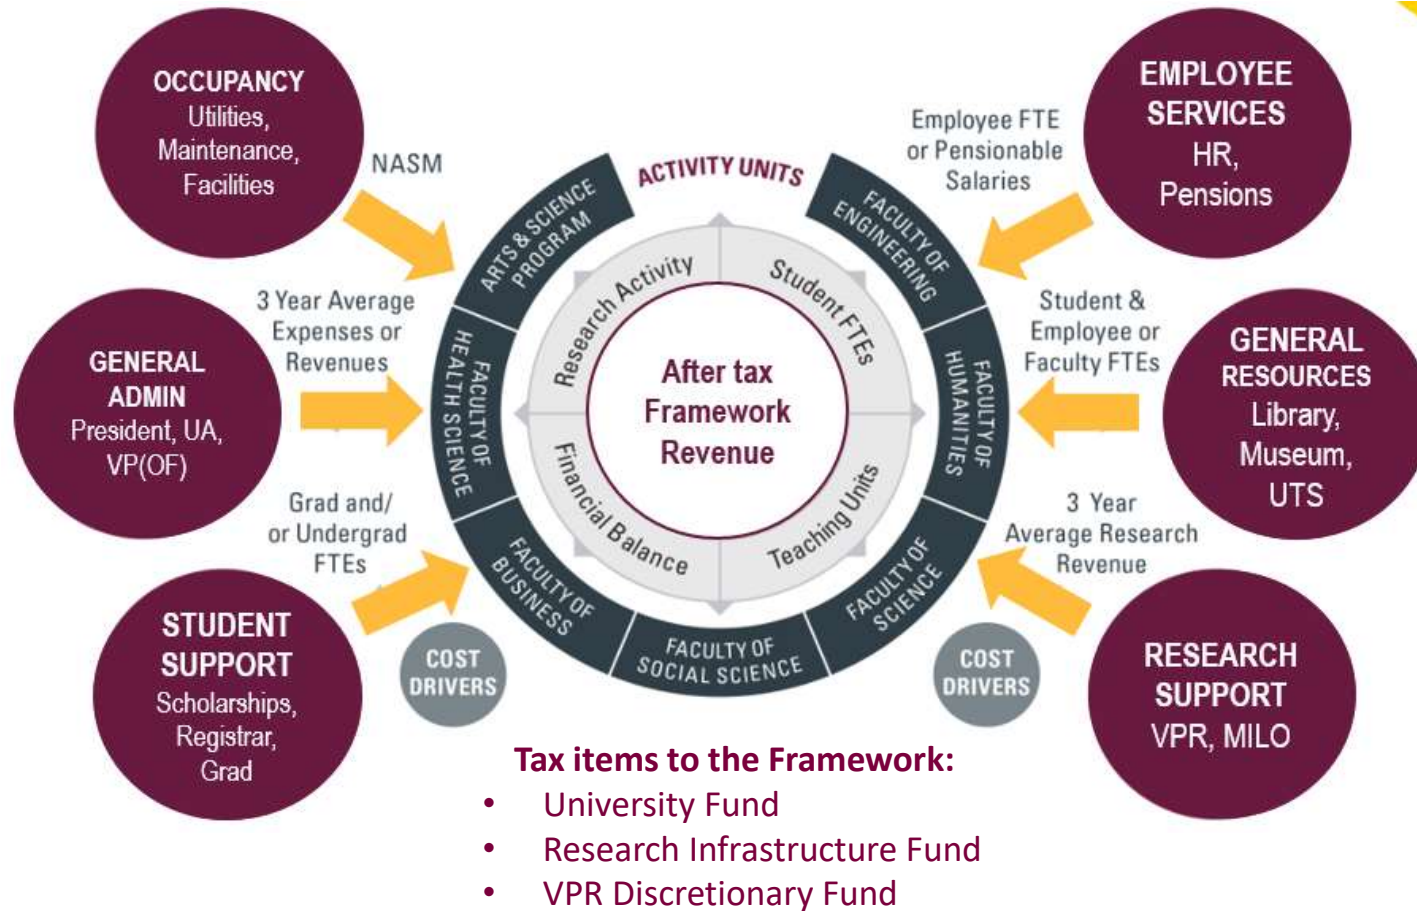 OCCUPANCY
Utilities,
Maintenance,
Facilities
NASM
GENERAL
ADMIN
President, UA,
VP(OF)
3 Year Average
Expenses or
Revenues
STUDENT
SUPPORT
Scholarships,
Registrar,
Grad
Grad and/
or Undergrad
FTEs
COST
DRIVERS
ACTIVITY UNITS
ARTS & SCIENCE
PROGRAM
FACULTY OF
HEALTH SCIENCE
FACULTY OF
BUSINESS
FACULTY OF
SOCIAL SCIENCE
FACULTY OF
SCIENCE
FACULTY OF
HUMANITIES
FACULTY OF
ENGINEERING
Research Activity
Student FTEs
Financial Balance
Teaching Units
After tax
Framework
Revenue
Employee FTE
or Pensionable
Salaries
EMPLOYEE
SERVICES
HR,
Pensions
Student &
Employee or
Faculty FTEs
GENERAL
RESOURCES
Library,
Museum,
UTS
3 Year
Average Research
Revenue
RESEARCH
SUPPORT
VPR, MILO
COST
DRIVERS
Tax items to the Framework:
• University Fund
• Research Infrastructure Fund
• VPR Discretionary Fund